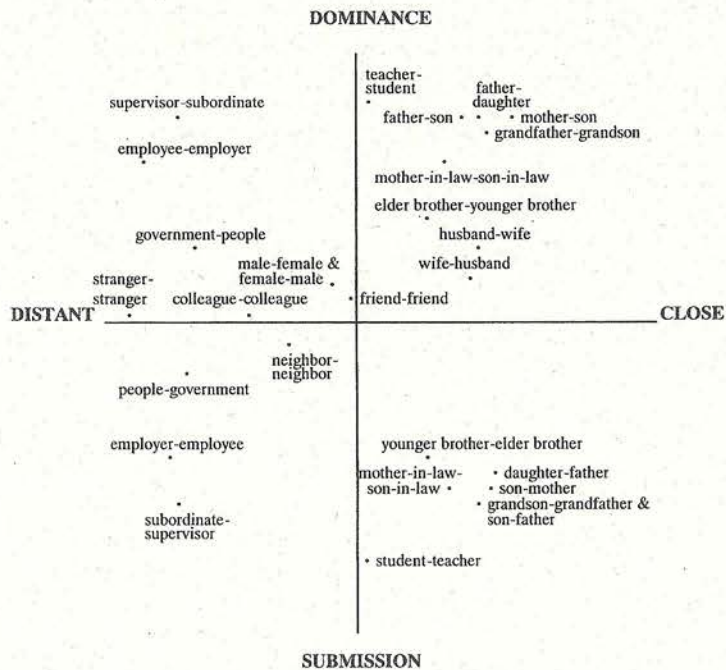 DOMINANCE
teacher-
student
father-
daughter
supervisor-subordinate
father-son
mother-son
grandfather-grandson
employee-employer
mother-in-law-son-in-law
elder brother-younger brother
government-people
husband-wife
male-female &
female-male
wife-husband
stranger-
stranger
colleague-colleague
friend-friend
DISTANT
CLOSE
neighbor-
neighbor
people-government
employer-employee
younger brother-elder brother
mother-in-law-
son-in-law
daughter-father
son-mother
grandson-grandfather &
son-father
subordinate-
supervisor
student-teacher
SUBMISSION